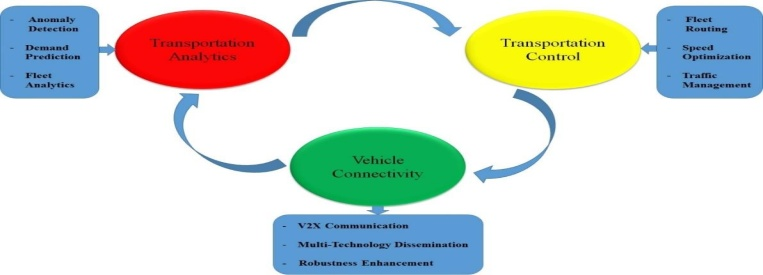 - Anomaly
Detection
- Demand
Prediction
- Fleet
Analytics
Transportation
Analytics
Transportation
Control
- Fleet
Routing
- Speed
Optimization
- Traffic
Management
Vehicle
Connectivity
- V2X Communication
- Multi-Technology Dissemination
- Robustness Enhancement